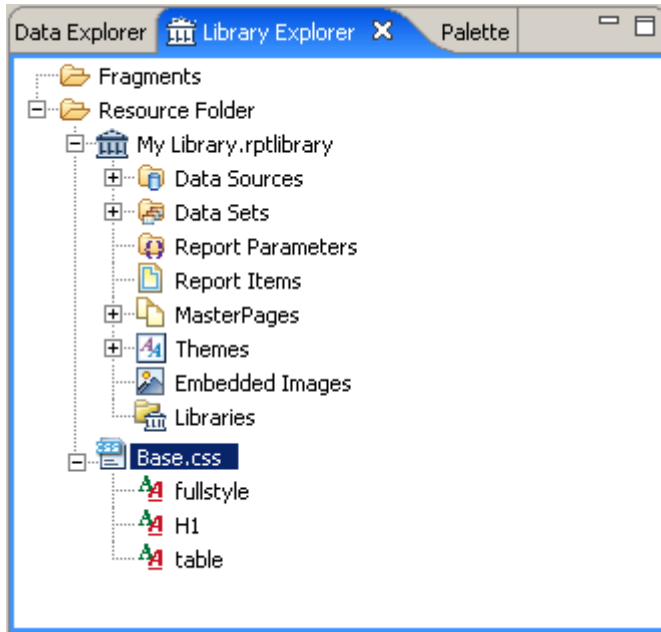 Data Explorer Library Explorer Palette
Fragments
Resource Folder
My Library.rptlibrary
Data Sources
Data Sets
Report Parameters
Report Items
MasterPages
Themes
Embedded Images
Libraries
Base.css
fullstyle
H1
table